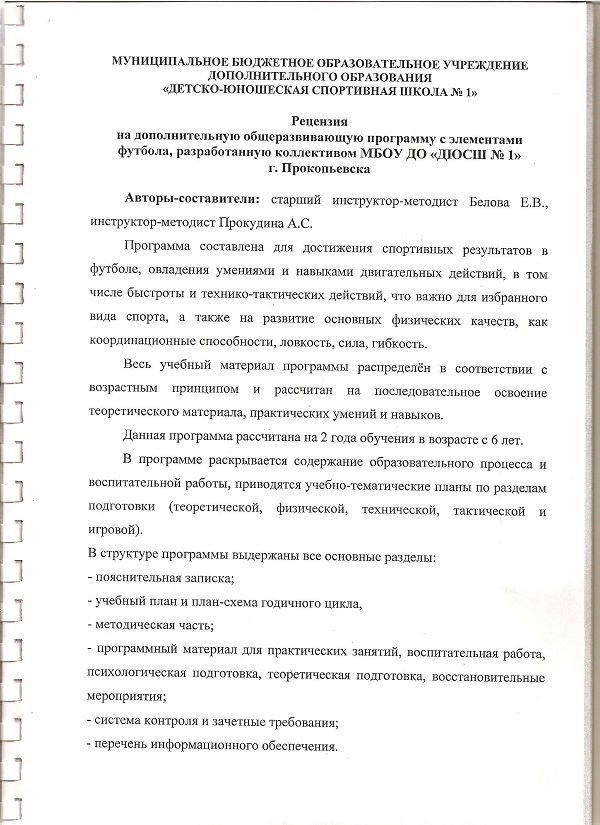 МУНИЦИПАЛЬНОЕ БЮДЖЕТНОЕ ОБРАЗОВАТЕЛЬНОЕ УЧРЕЖДЕНИЕ
ДОПОЛНИТЕЛЬНОГО ОБРАЗОВАНИЯ
«ДЕТСКО-ЮНОШЕСКАЯ СПОРТИВНАЯ ШКОЛА № 1»
Рецензия
на дополнительную общеразвивающую программу с элементами
футбола, разработанную коллективом МБОУ ДО «ДЮСШ № 1»
г. Прокопьевска
Авторы-составители: старший инструктор-методист Белова Е.В.,
инструктор-методист Прокудина А.С.
Программа составлена для достижения спортивных результатов в
футболе, овладения умениями и навыками двигательных действий, в том
числе быстроты и технико-тактических действий, что важно для избранного
вида спорта, а также на развитие основных физических качеств, как
координационные способности, ловкость, сила, гибкость.
Весь учебный материал программы распределён в соответствии с
возрастным принципом и рассчитан на последовательное освоение
теоретического материала, практических умений и навыков.
Данная программа рассчитана на 2 года обучения в возрасте с 6 лет.
В программе раскрывается содержание образовательного процесса и
воспитательной работы, приводятся учебно-тематические планы по разделам
подготовки (теоретической, физической, технической, тактической и
игровой).
В структуре программы выдержаны все основные разделы:
- пояснительная записка;
- учебный план и план-схема годичного цикла,
- методическая часть;
- программный материал для практических занятий, воспитательная работа,
психологическая подготовка, теоретическая подготовка, восстановительные
мероприятия;
- система контроля и зачетные требования;
- перечень информационного обеспечения.